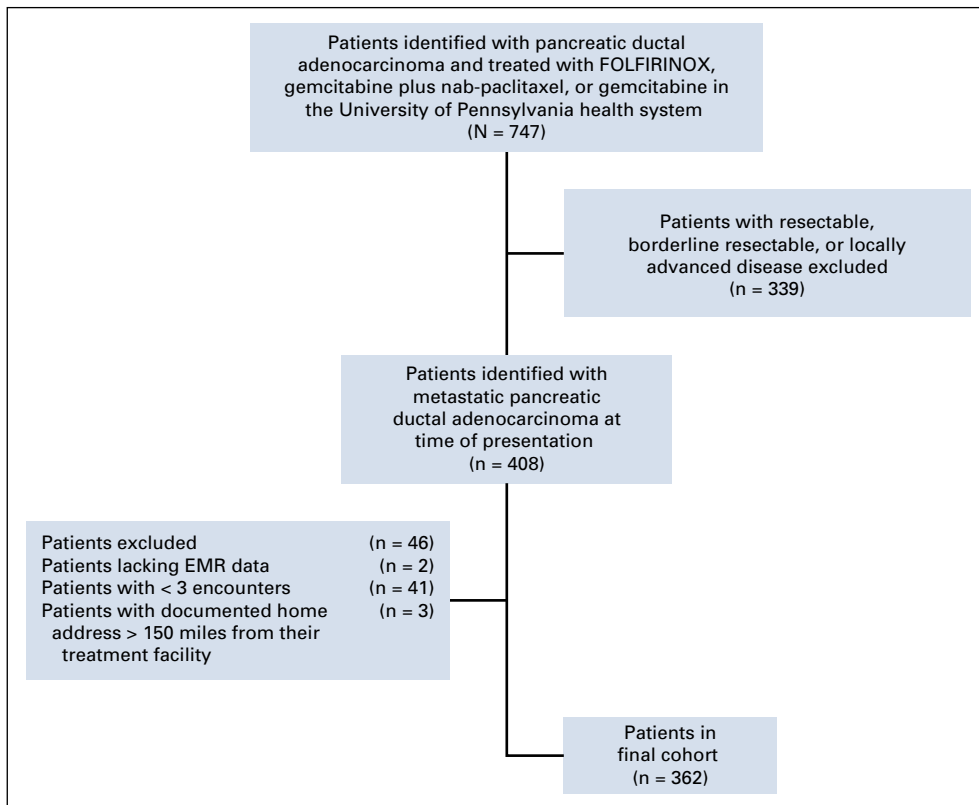 Patients identified with pancreatic ductal
adenocarcinoma and treated with FOLFIRINOX,
gemcitabine plus nab-paclitaxel, or gemcitabine in
the University of Pennsylvania health system
(N = 747)
Patients with resectable,
borderline resectable, or locally
advanced disease excluded
(n = 339)
Patients identified with
metastatic pancreatic
ductal adenocarcinoma at
time of presentation
(n = 408)
Patients excluded (n = 46)
Patients lacking EMR data (n = 2)
Patients with < 3 encounters (n = 41)
Patients with documented home (n = 3)
address > 150 miles from their
treatment facility
Patients in
final cohort
(n = 362)